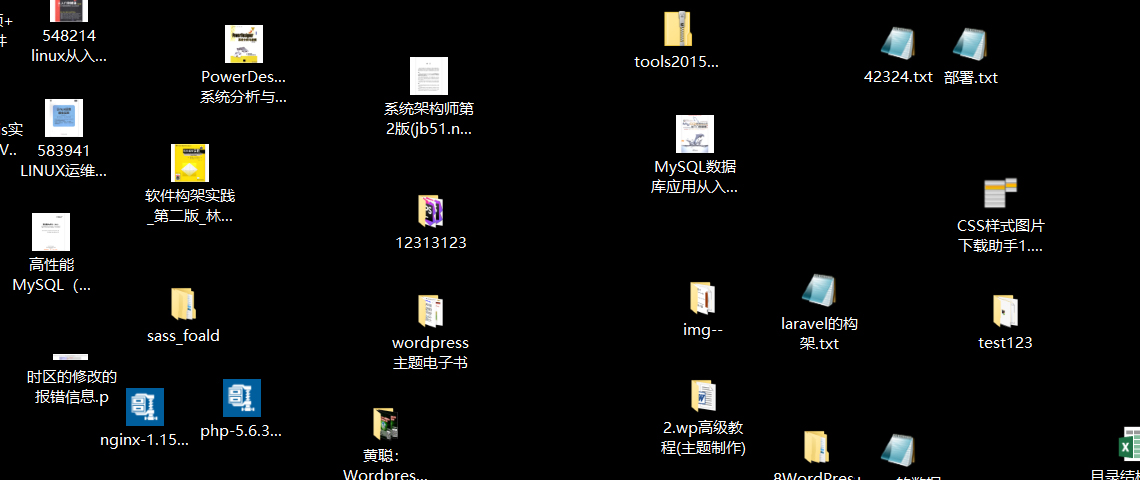 548214
linux从入...
PowerDes...
系统分析与...
系统架构师第
2版(jb51.n...
tools2015...
42324.txt
部署.txt
s实
V..
583941
LINUX运维...
软件构架实践
_第二版_林...
MySQL数据
库应用从入...
12313123
CSS样式图片
下载助手1....
高性能
MySQL（...
sass_foald
wordpress
主题电子书
img--
laravel的构
架.txt
test123
时区的修改的
报错信息.p
nginx-1.15...
php-5.6.3...
黄聪：
Wordpres...
2.wp高级教
程(主题制作)
8WordPres
的数据
目录结构